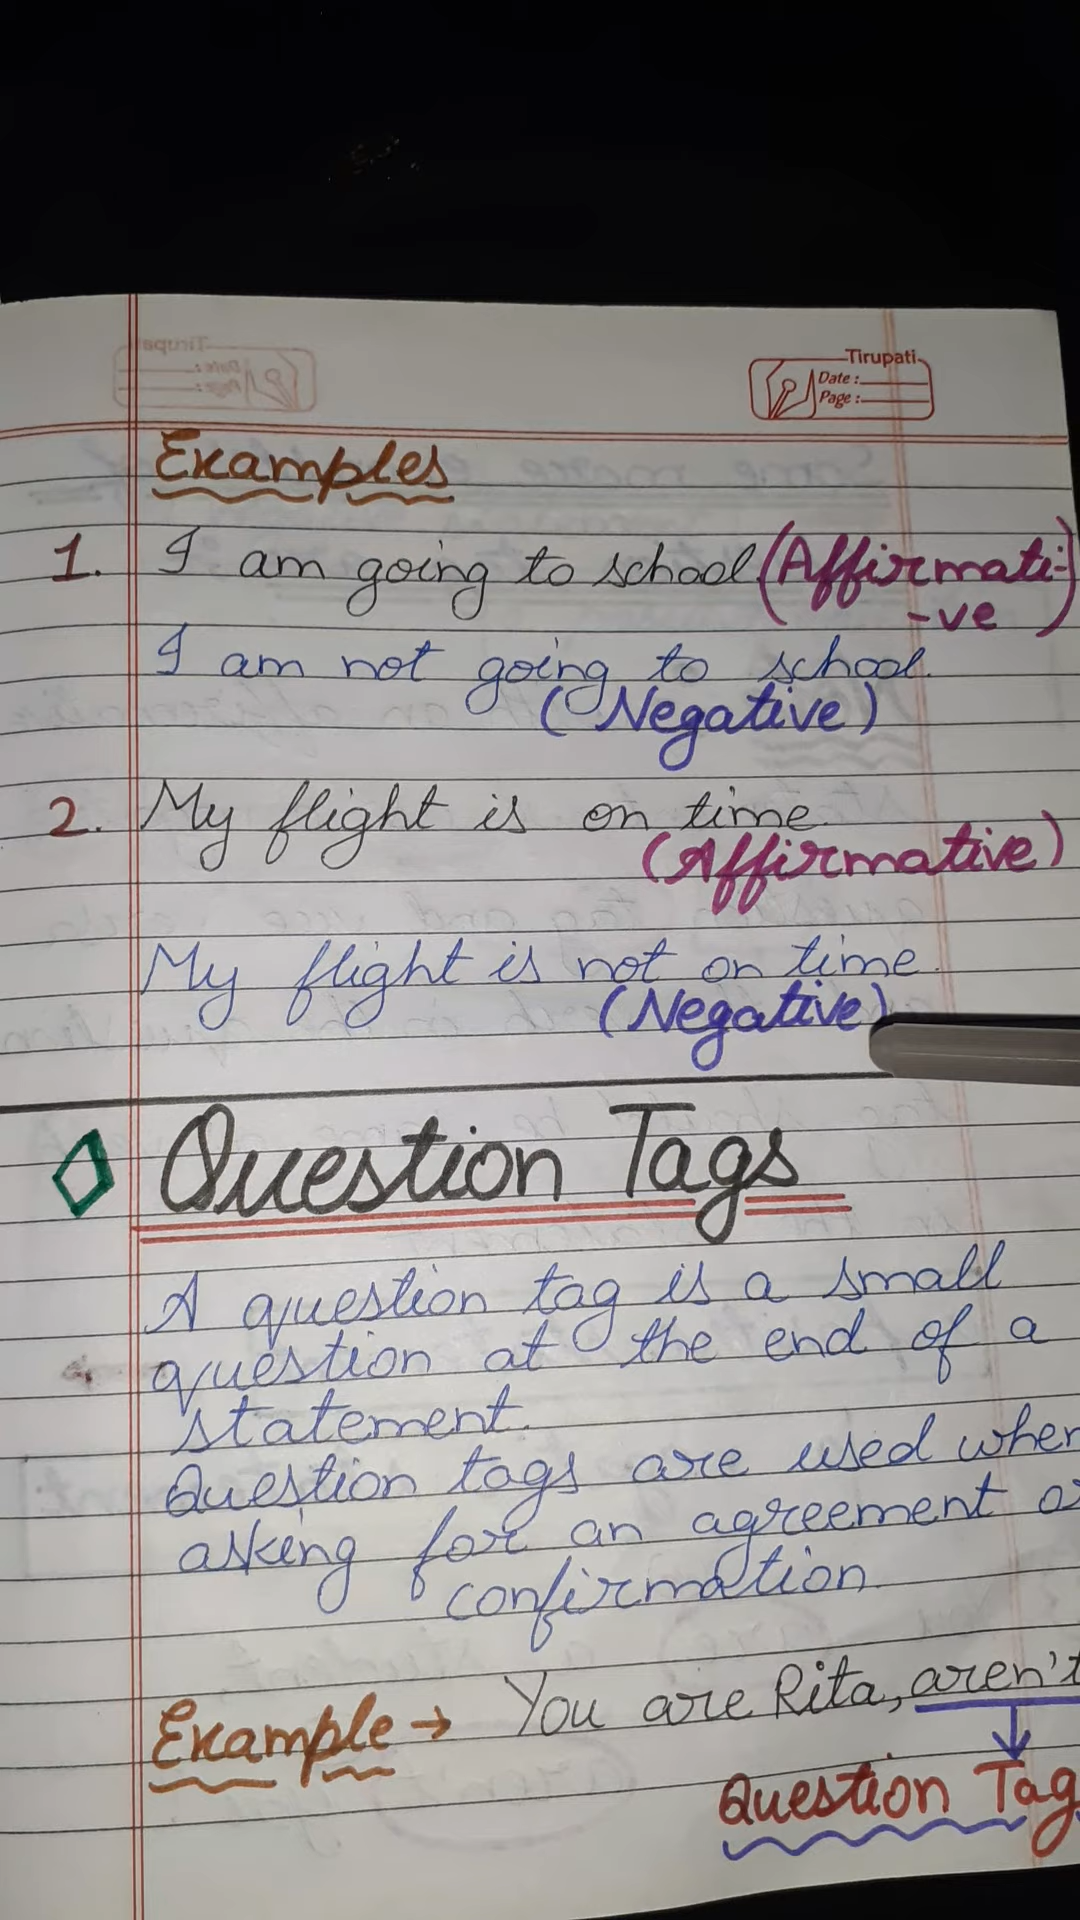 Tirupati
Date :
Page :
Examples
1. I am going to school (Affirmati-
-ve)
I am not going to school.
(Negative)
2. My flight is on time.
(Affirmative)
My flight is not on time.
(Negative)
Question Tags
A question tag is a small
question at the end of a
statement.
Question tags are used when
asking for an agreement or
confirmation.
Example → You are Rita, aren't
Question Tag